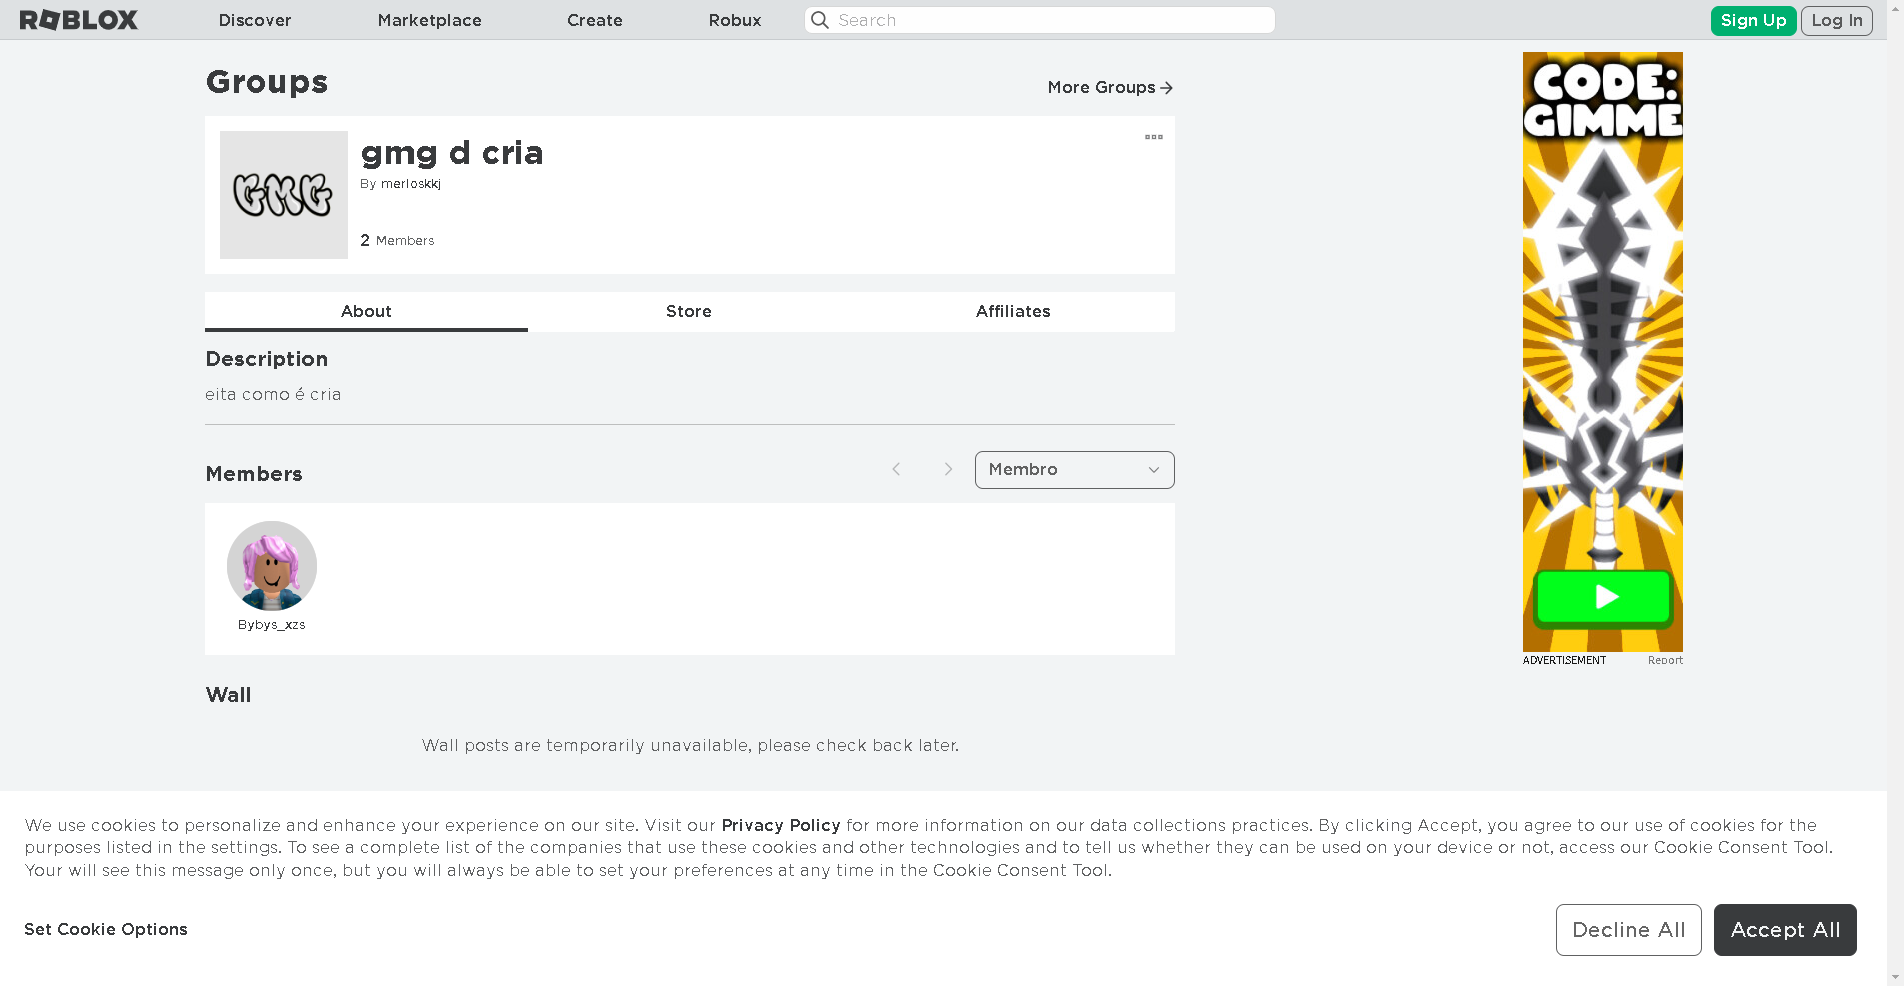 ROBLOX Discover Marketplace Create Robux Search Sign Up Log In
Groups
More Groups
GMG
gmg d cria
By merloskkj
2 Members
About Store Affiliates
Description
eita como é cria
Members
Membro
Bybys_xzs
Wall
Wall posts are temporarily unavailable, please check back later.
CODE:
GIMME
ADVERTISEMENT Report
We use cookies to personalize and enhance your experience on our site. Visit our Privacy Policy for more information on our data collections practices. By clicking Accept, you agree to our use of cookies for the
purposes listed in the settings. To see a complete list of the companies that use these cookies and other technologies and to tell us whether they can be used on your device or not, access our Cookie Consent Tool.
Your will see this message only once, but you will always be able to set your preferences at any time in the Cookie Consent Tool.
Set Cookie Options
Decline All
Accept All